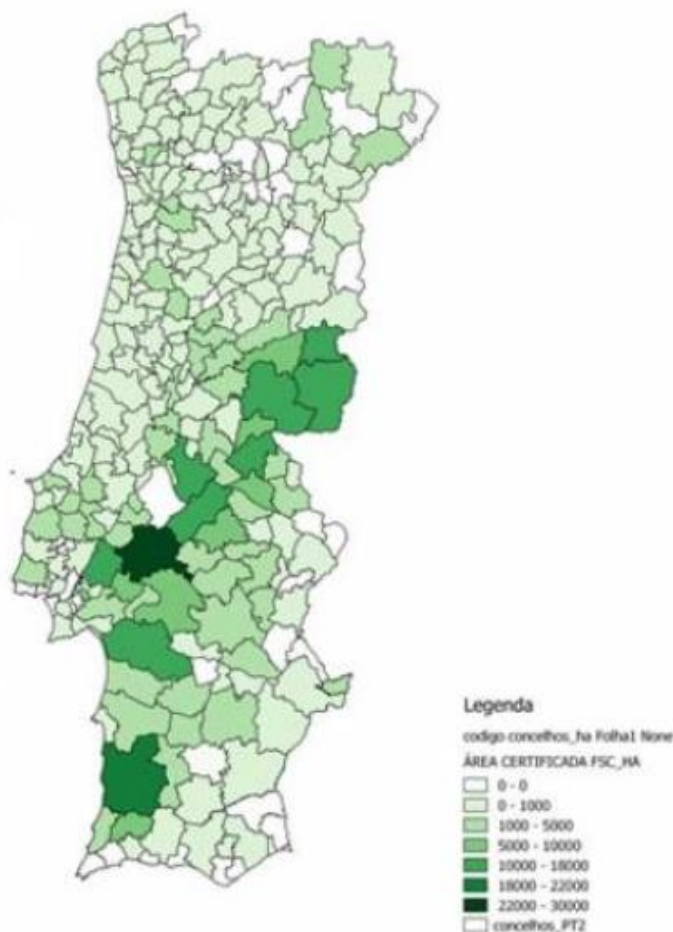 Legenda
codigo concelhos_ha Folha1 None
ÁREA CERTIFICADA FSC_HA
0 - 0
0 - 1000
1000 - 5000
5000 - 10000
10000 - 18000
18000 - 22000
22000 - 30000
concelhos_PT2